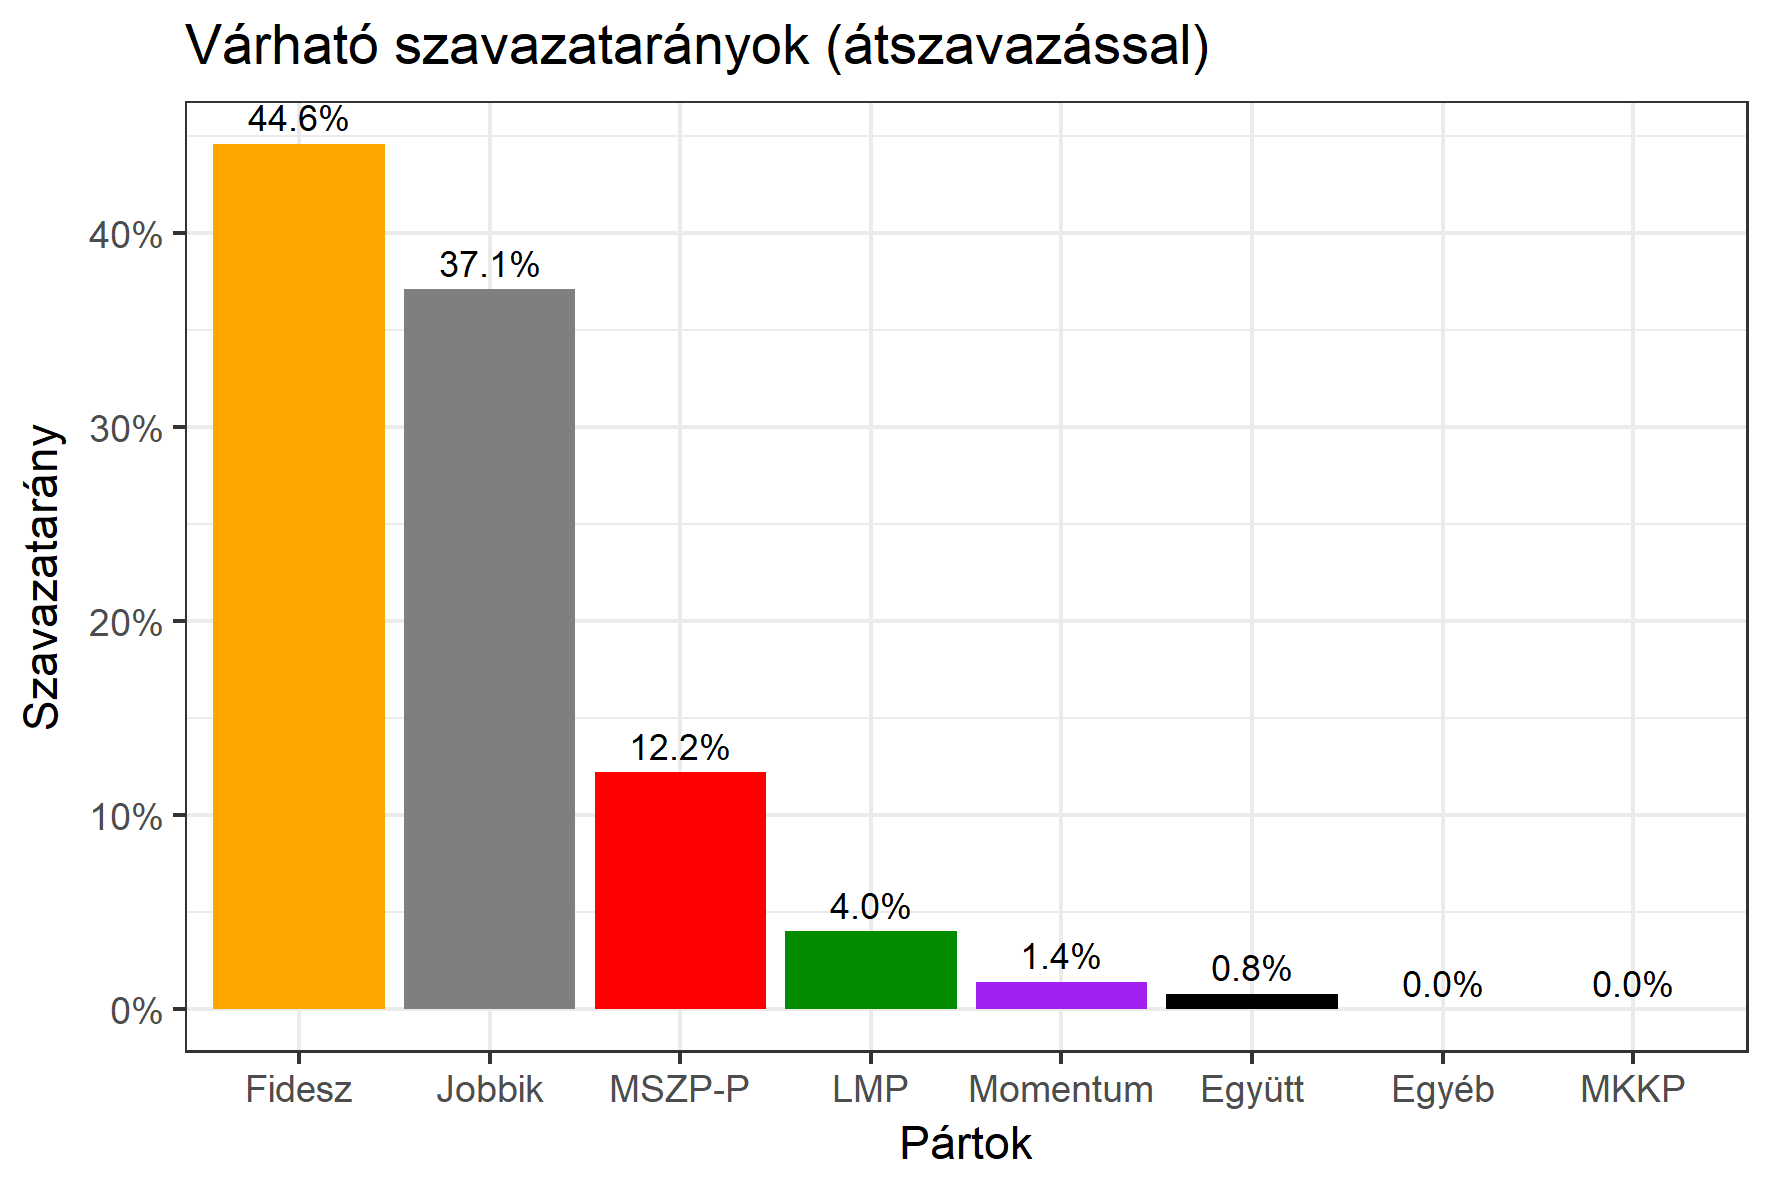 Várható szavazatarányok (átszavazással)
44.6%
37.1%
12.2%
4.0%
1.4%
0.8%
0.0%
0.0%
40%
30%
20%
10%
0%
Szavazatarány
Fidesz
Jobbik
MSZP-P
LMP
Momentum
Együtt
Egyéb
MKKP
Pártok